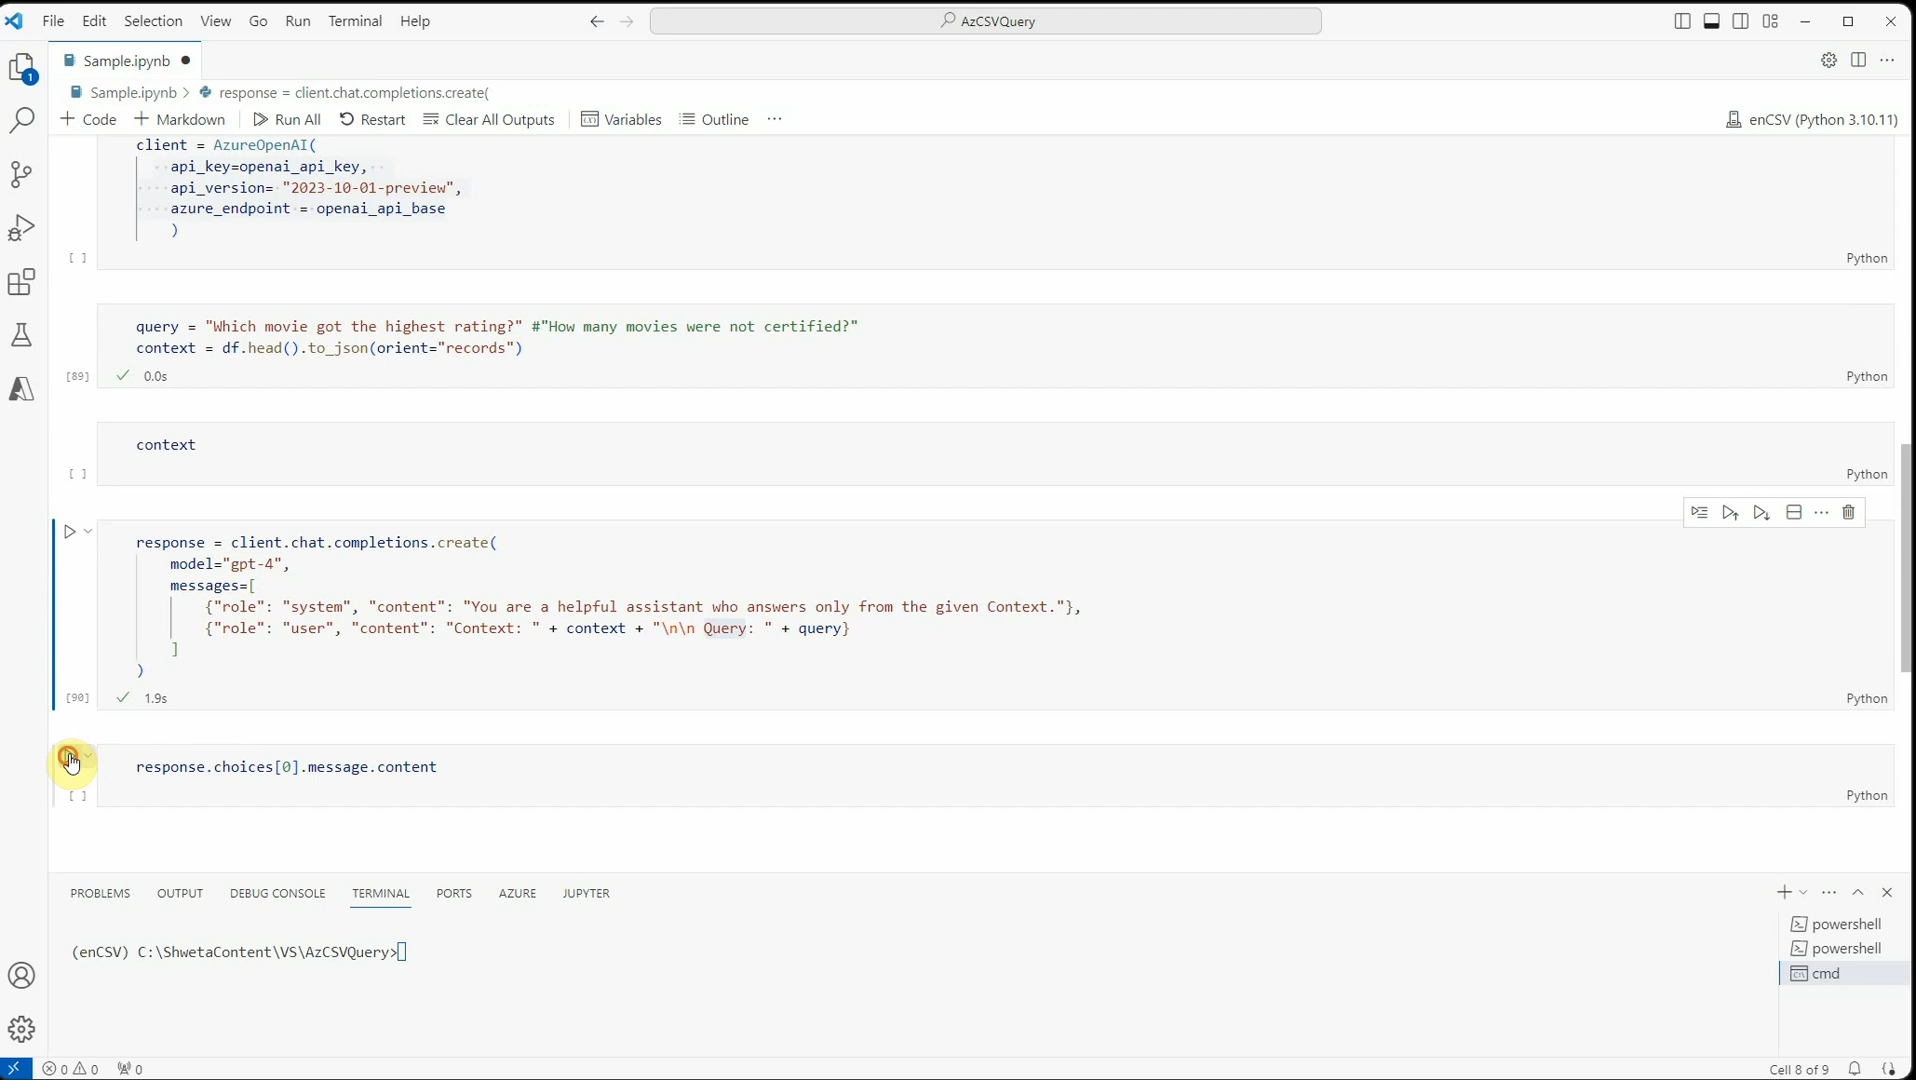 File Edit Selection View Go Run Terminal Help
AzCSVQuery
1
Sample.ipynb
Sample.ipynb > response = client.chat.completions.create(
+ Code + Markdown Run All Restart Clear All Outputs Variables Outline ...
enCSV (Python 3.10.11)
client = AzureOpenAI(
api_key=openai_api_key,
api_version= "2023-10-01-preview",
azure_endpoint = openai_api_base
)
[ ]
Python
query = "Which movie got the highest rating?" #"How many movies were not certified?"
context = df.head().to_json(orient="records")
[89] ✓ 0.0s
Python
context
[ ]
Python
response = client.chat.completions.create(
model="gpt-4",
messages=[
{"role": "system", "content": "You are a helpful assistant who answers only from the given Context."},
{"role": "user", "content": "Context: " + context + "\n\n Query: " + query}
]
)
[90] ✓ 1.9s
Python
response.choices[0].message.content
[ ]
Python
PROBLEMS OUTPUT DEBUG CONSOLE TERMINAL PORTS AZURE JUPYTER
(enCSV) C:\ShwetaContent\VS\AzCSVQuery>
powershell
powershell
cmd
0 0 0
Cell 8 of 9